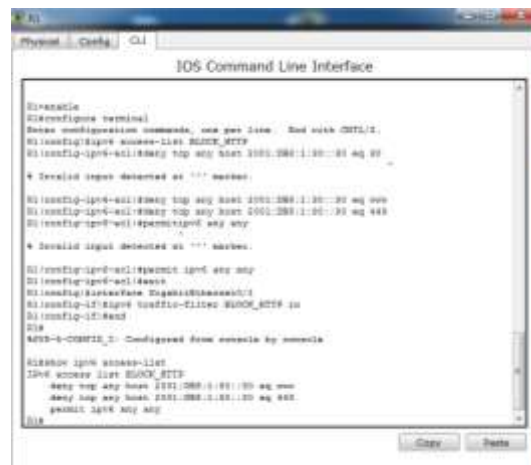 R1
Physical Config CLI
IOS Command Line Interface
R1>enable
R1#configure terminal
Enter configuration commands, one per line. End with CNTL/Z.
R1(config)#ipv6 access-list BLOCK_HTTP
R1(config-ipv6-acl)#deny tcp any host 2001:DB8:1:30::30 eq 80
^
% Invalid input detected at '^' marker.
R1(config-ipv6-acl)#deny tcp any host 2001:DB8:1:30::30 eq www
R1(config-ipv6-acl)#deny tcp any host 2001:DB8:1:30::30 eq 443
R1(config-ipv6-acl)#permitipv6 any any
^
% Invalid input detected at '^' marker.
R1(config-ipv6-acl)#permit ipv6 any any
R1(config-ipv6-acl)#exit
R1(config)#interface GigabitEthernet0/1
R1(config-if)#ipv6 traffic-filter BLOCK_HTTP in
R1(config-if)#end
R1#
%SYS-5-CONFIG_I: Configured from console by console
R1#show ipv6 access-list
IPv6 access list BLOCK_HTTP
deny tcp any host 2001:DB8:1:30::30 eq www
deny tcp any host 2001:DB8:1:30::30 eq 443
permit ipv6 any any
R1#
Copy Paste